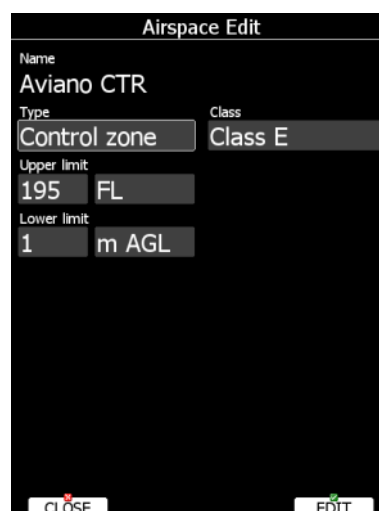 Airspace Edit
Name
Aviano CTR
Type Class
Control zone Class E
Upper limit
195 FL
Lower limit
1 m AGL
CLOSE EDIT